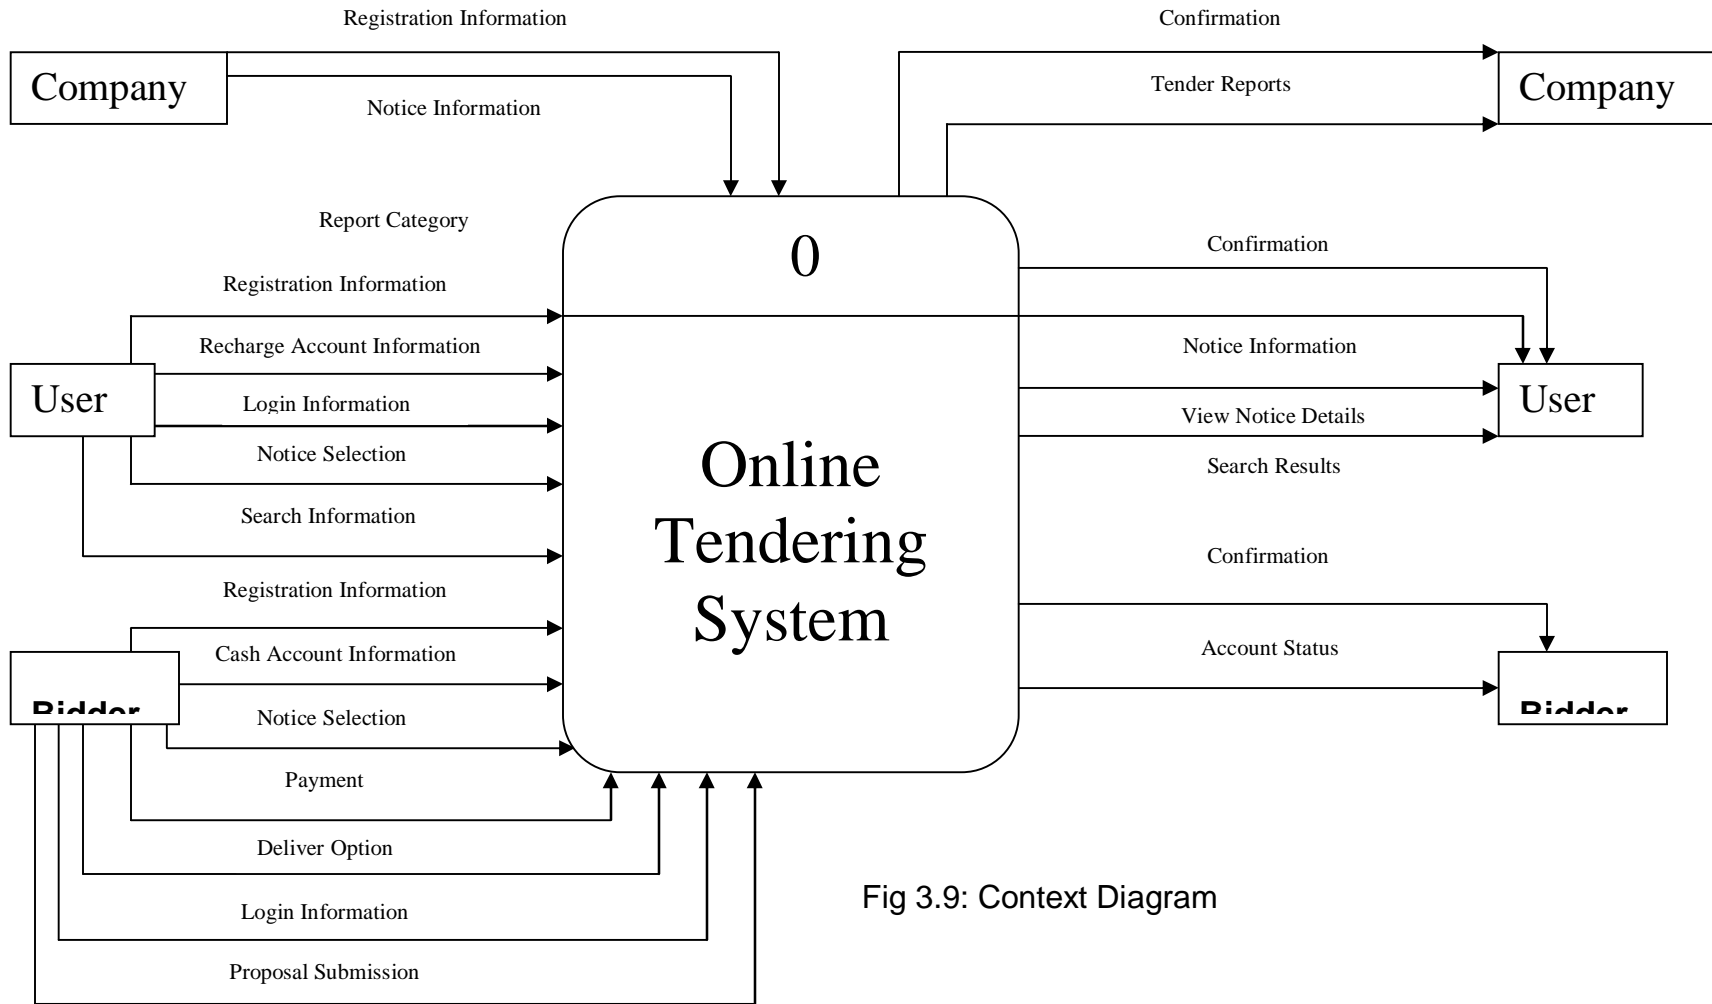 Registration Information
Confirmation
Company
Notice Information
Tender Reports
Company
Report Category
0
Confirmation
Registration Information
Recharge Account Information
Notice Information
User
Login Information
View Notice Details
User
Notice Selection
Search Results
Search Information
Online
Tendering
System
Confirmation
Registration Information
Cash Account Information
Account Status
Bidder
Notice Selection
Bidder
Payment
Deliver Option
Login Information
Proposal Submission
Fig 3.9: Context Diagram